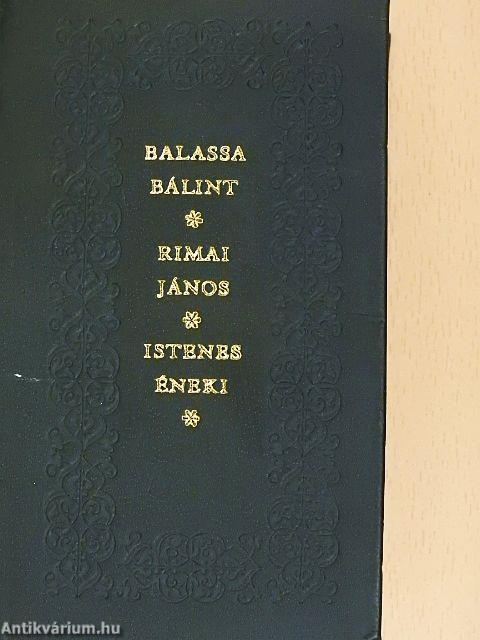 BALASSA
BÁLINT
RIMAI
JÁNOS
ISTENES
ÉNEKI
Antikvárium.hu